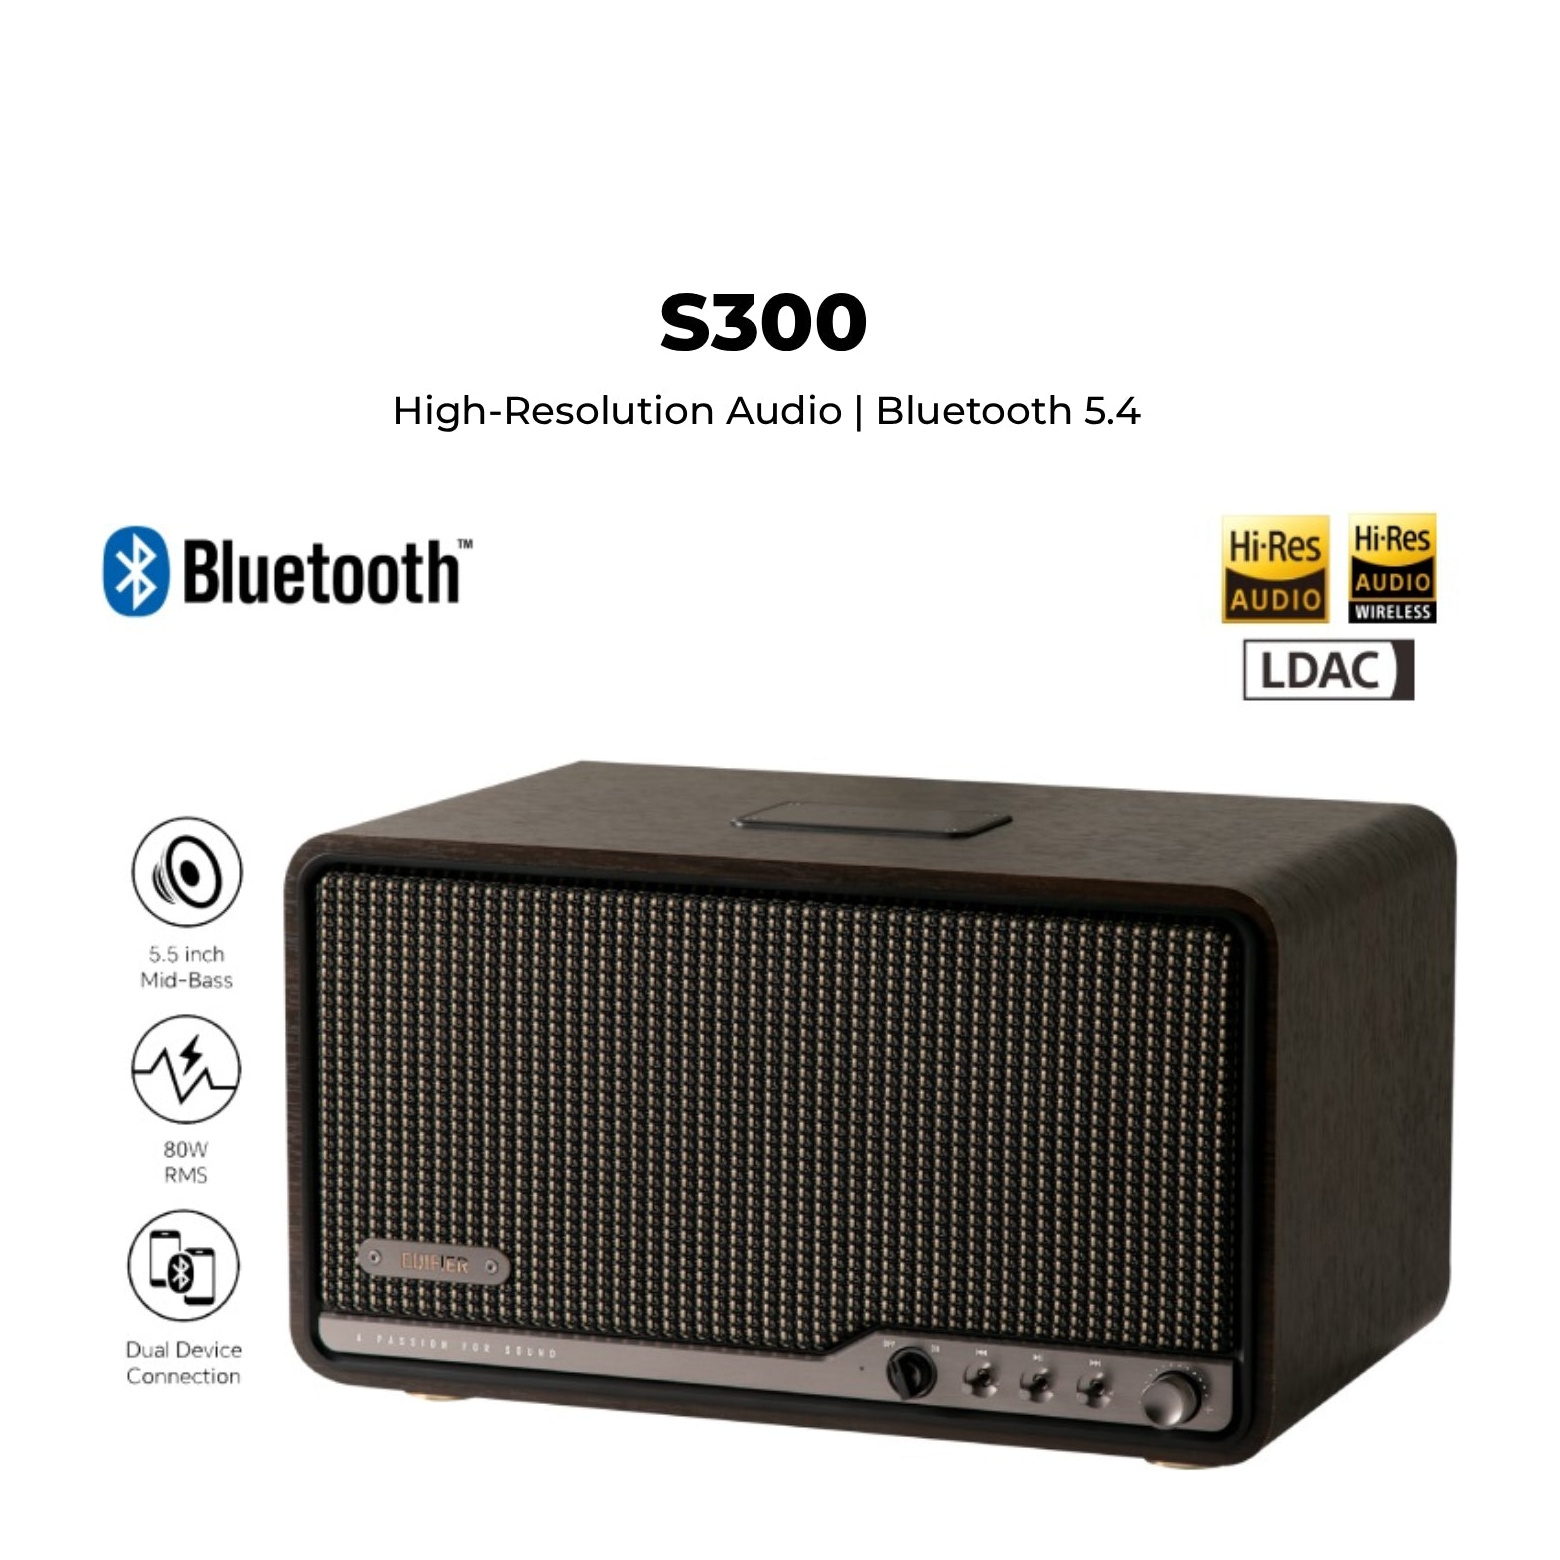 S300
High-Resolution Audio | Bluetooth 5.4
Bluetooth™
Hi-Res
AUDIO
Hi-Res
AUDIO
WIRELESS
LDAC
5.5 inch
Mid-Bass
80W
RMS
Dual Device
Connection
EDIFIER
A PASSION FOR SOUND
OFF